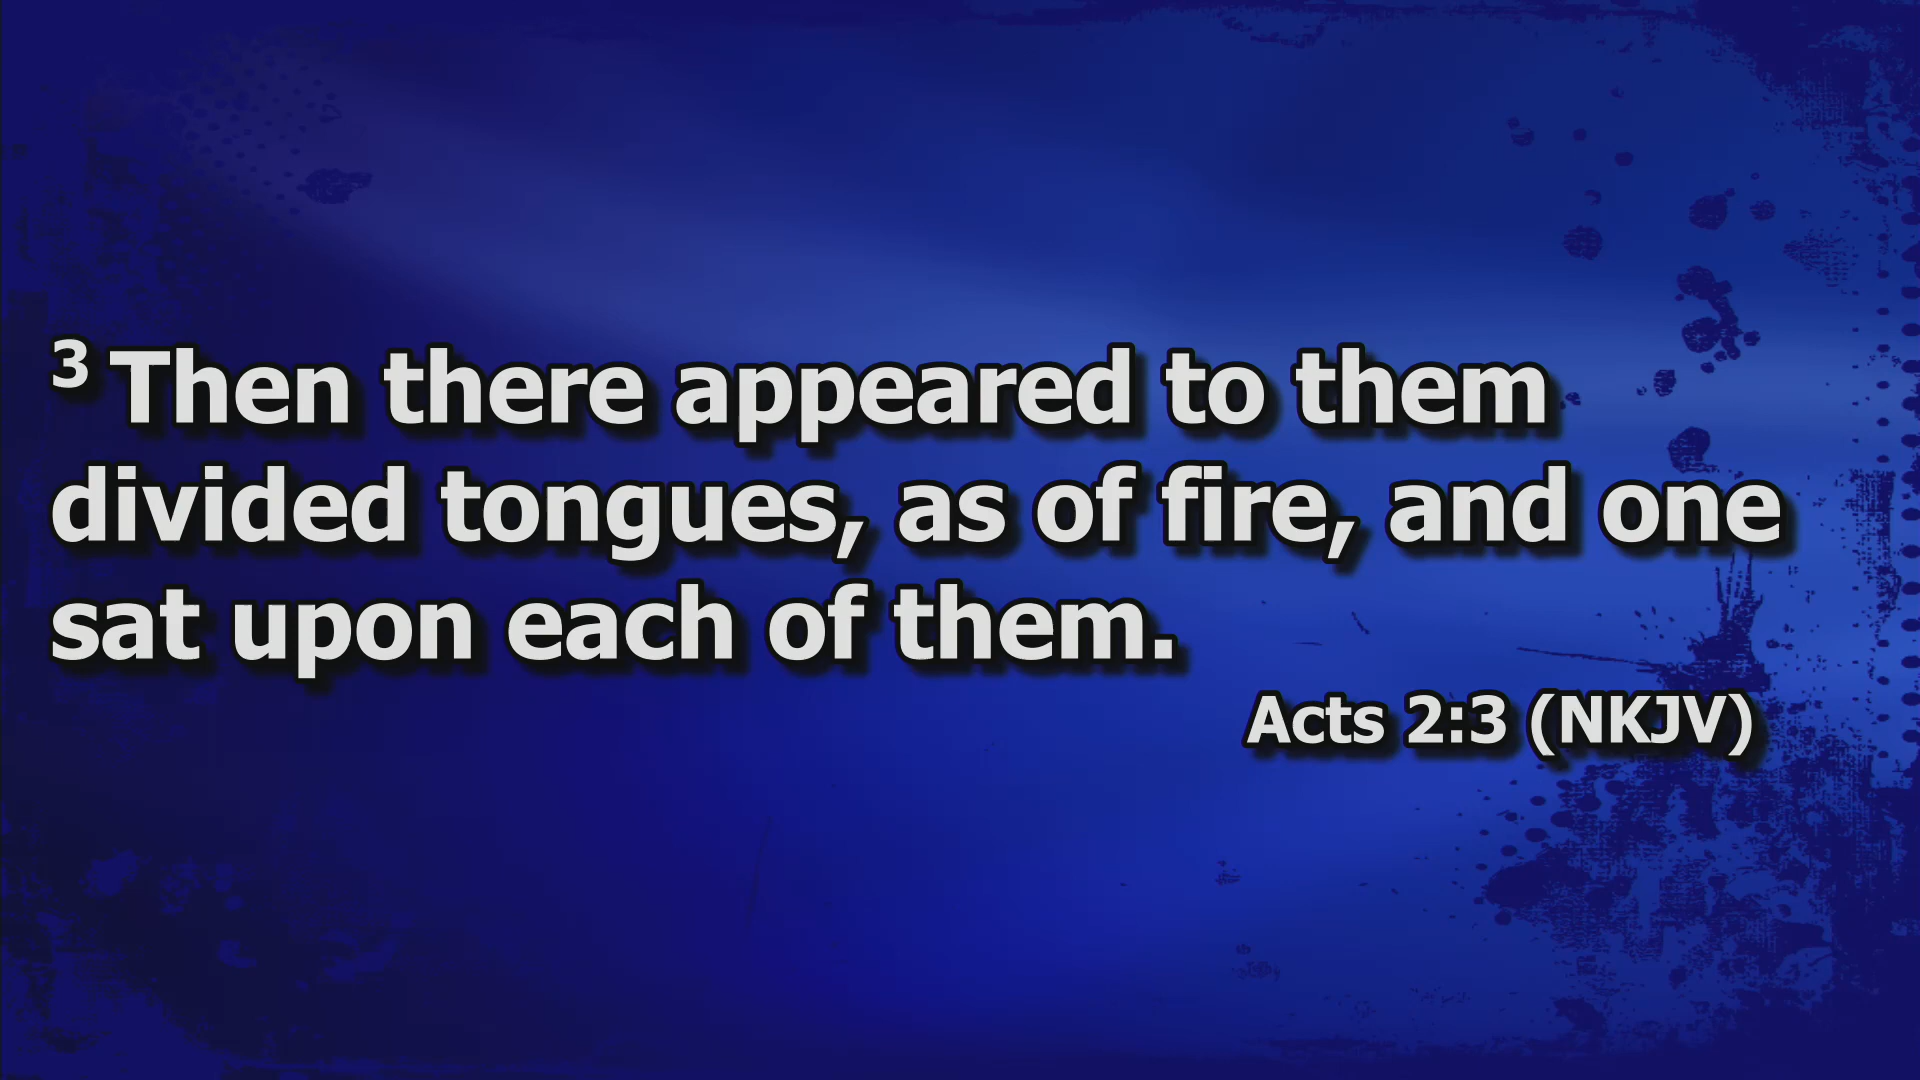 3 Then there appeared to them
divided tongues, as of fire, and one
sat upon each of them.
Acts 2:3 (NKJV)